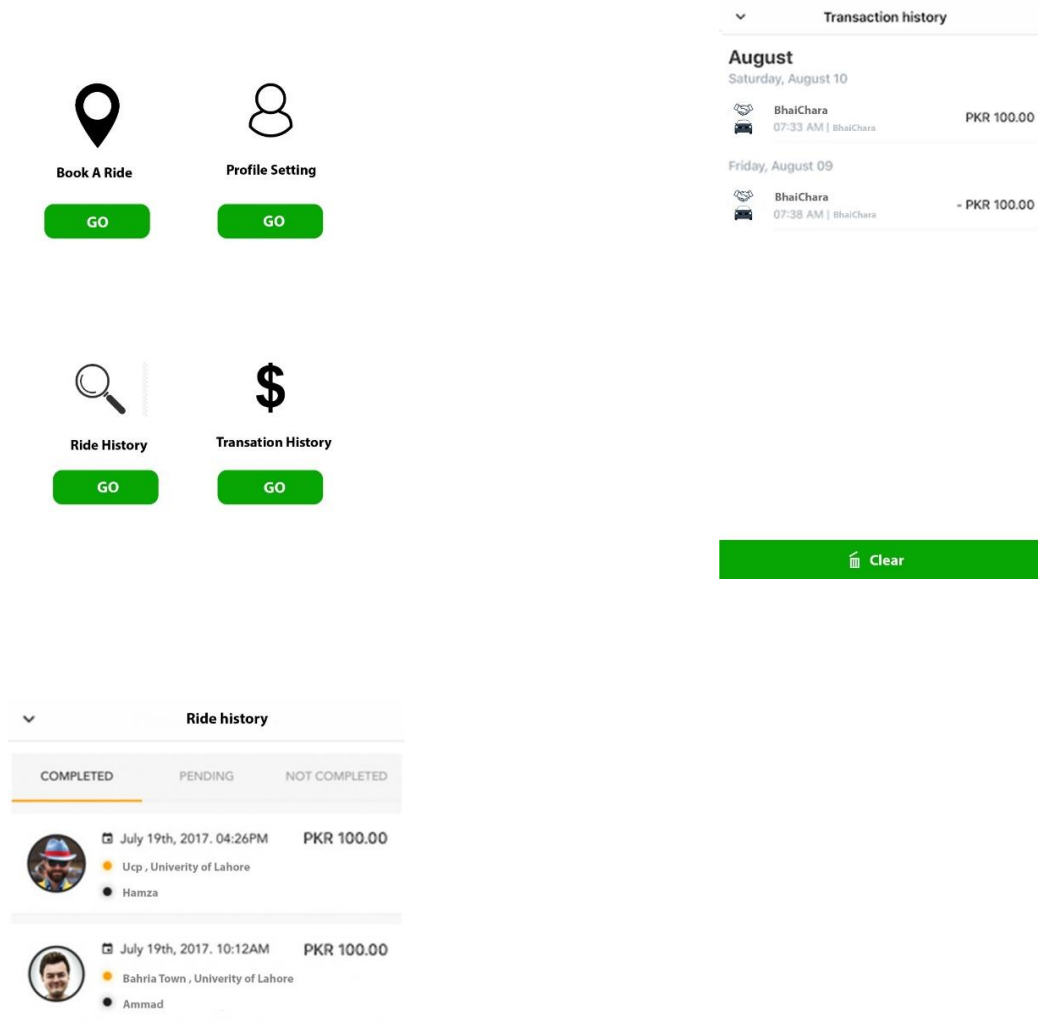 Book A Ride
Profile Setting
GO
GO
Ride History
Transation History
GO
GO
Transaction history
August
Saturday, August 10
BhaiChara
PKR 100.00
07:33 AM | BhaiChara
Friday, August 09
BhaiChara
- PKR 100.00
07:38 AM | BhaiChara
Clear
Ride history
COMPLETED
PENDING
NOT COMPLETED
July 19th, 2017. 04:26PM
PKR 100.00
Ucp , Univerity of Lahore
Hamza
July 19th, 2017. 10:12AM
PKR 100.00
Bahria Town , Univerity of Lahore
Ammad